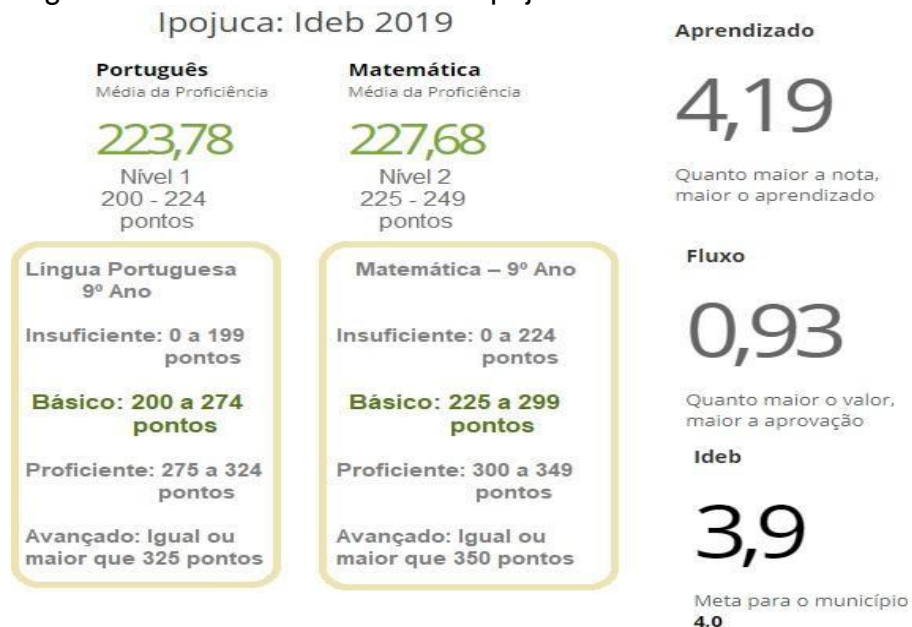 Ipojuca: Ideb 2019
Português
Média da Proficiência
223,78
Nível 1
200 - 224
pontos
Matemática
Média da Proficiência
227,68
Nível 2
225 - 249
pontos
Língua Portuguesa
9º Ano
Insuficiente: 0 a 199
pontos
Básico: 200 a 274
pontos
Proficiente: 275 a 324
pontos
Avançado: Igual ou
maior que 325 pontos
Matemática – 9º Ano
Insuficiente: 0 a 224
pontos
Básico: 225 a 299
pontos
Proficiente: 300 a 349
pontos
Avançado: Igual ou
maior que 350 pontos
Aprendizado
4,19
Quanto maior a nota,
maior o aprendizado
Fluxo
0,93
Quanto maior o valor,
maior a aprovação
Ideb
3,9
Meta para o município
4.0